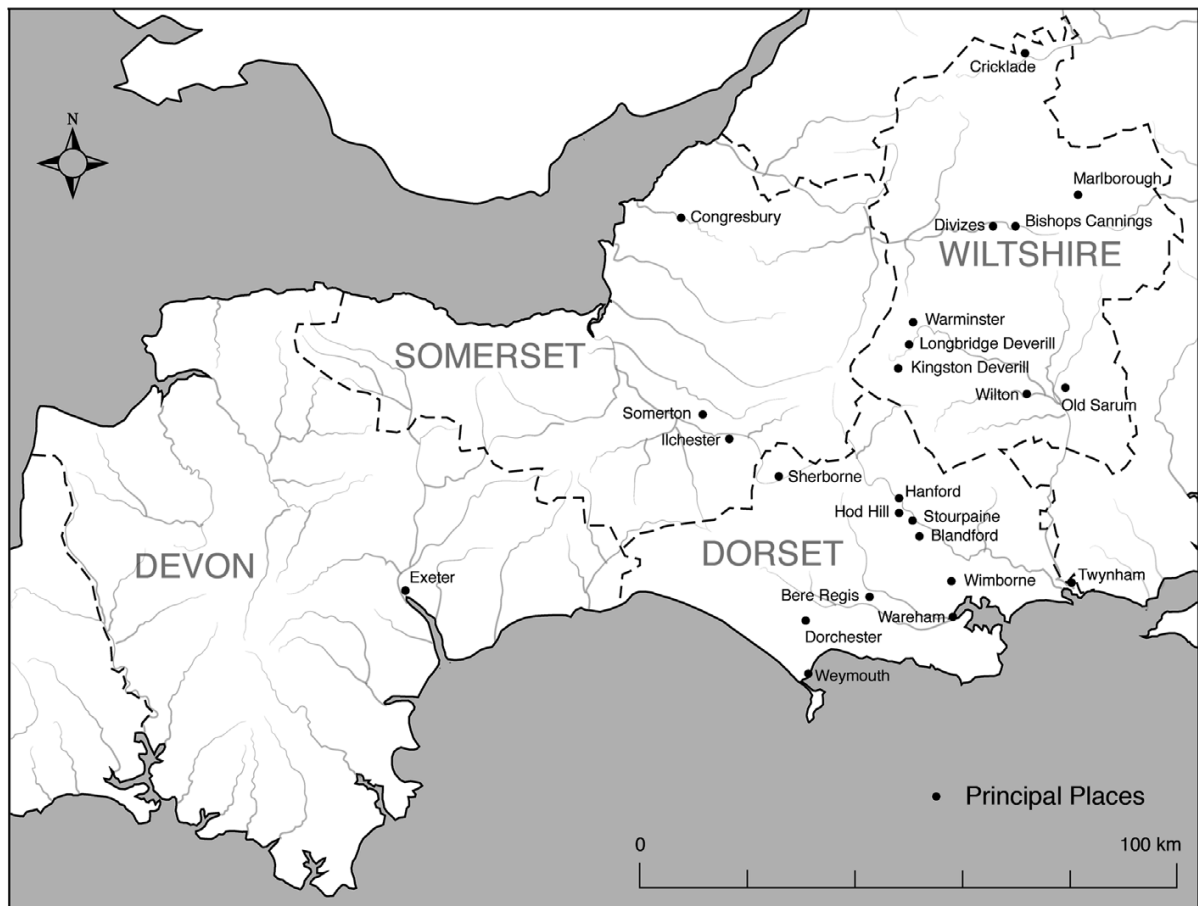 Cricklade
N
Marlborough
Congresbury
Divizes
Bishops Cannings
WILTSHIRE
Warminster
Longbridge Deverill
SOMERSET
Kingston Deverill
Wilton
Old Sarum
Somerton
Ilchester
Sherborne
Hanford
Hod Hill
Stourpaine
Blandford
DORSET
DEVON
Exeter
Twynham
Wimborne
Bere Regis
Wareham
Dorchester
Weymouth
Principal Places
0
100 km